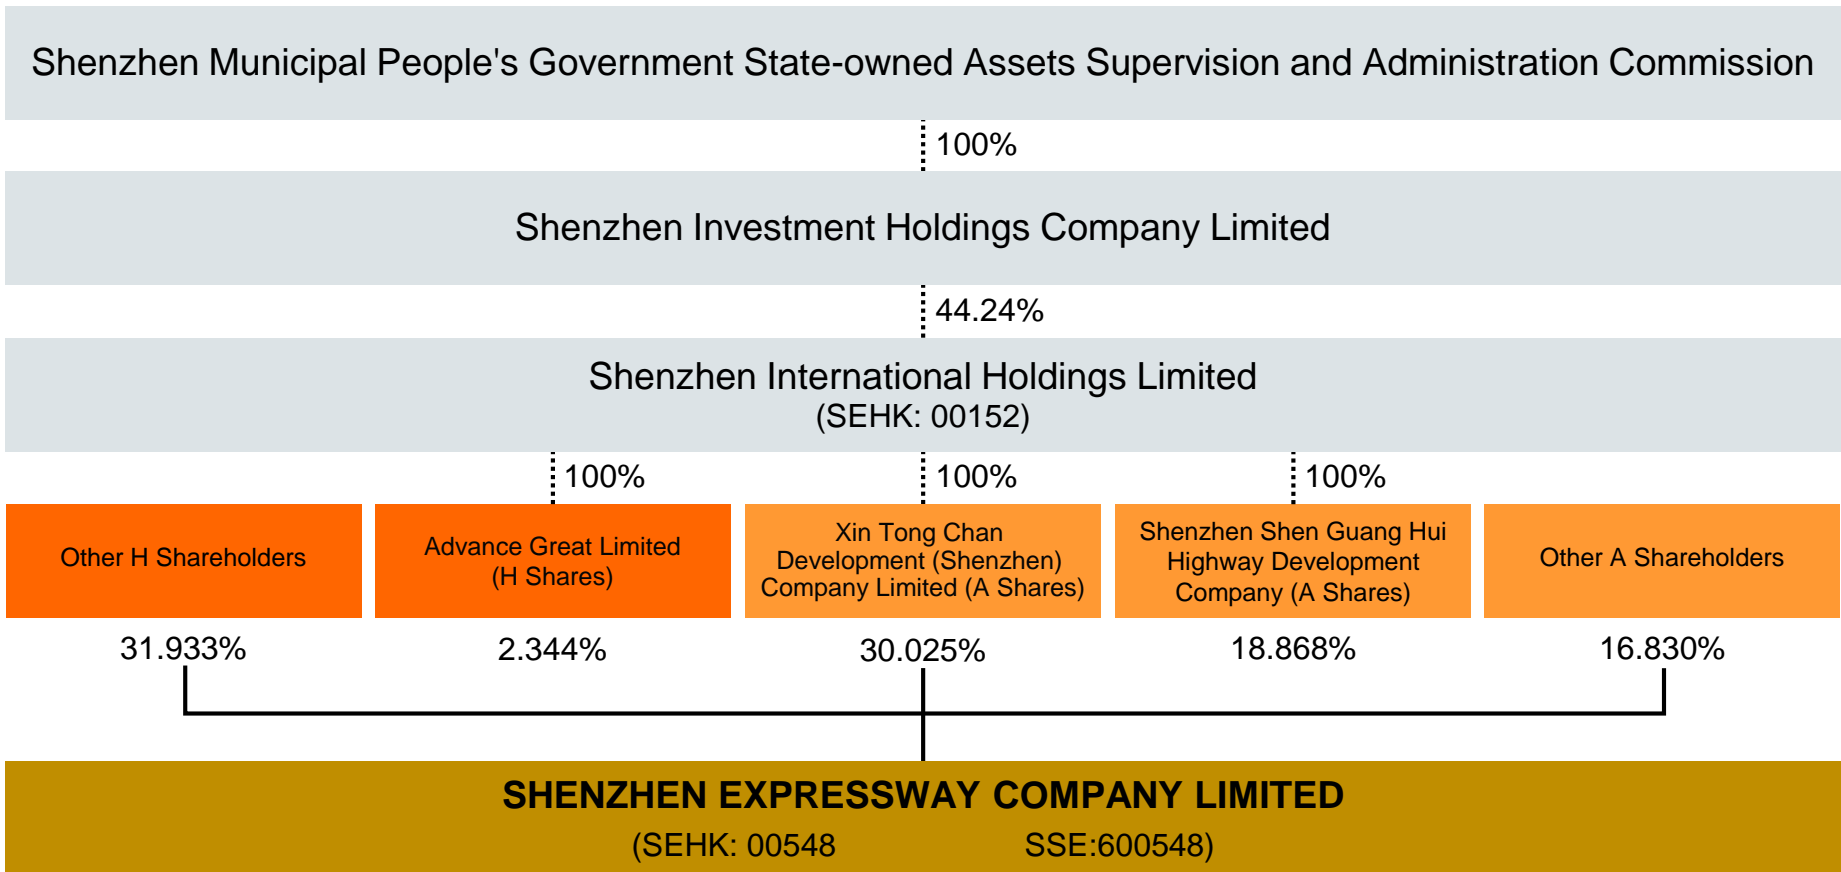 Shenzhen Municipal People's Government State-owned Assets Supervision and Administration Commission
100%
Shenzhen Investment Holdings Company Limited
44.24%
Shenzhen International Holdings Limited
(SEHK: 00152)
100%
100%
100%
Other H Shareholders
Advance Great Limited
(H Shares)
Xin Tong Chan
Development (Shenzhen)
Company Limited (A Shares)
Shenzhen Shen Guang Hui
Highway Development
Company (A Shares)
Other A Shareholders
31.933%
2.344%
30.025%
18.868%
16.830%
SHENZHEN EXPRESSWAY COMPANY LIMITED
(SEHK: 00548 SSE:600548)